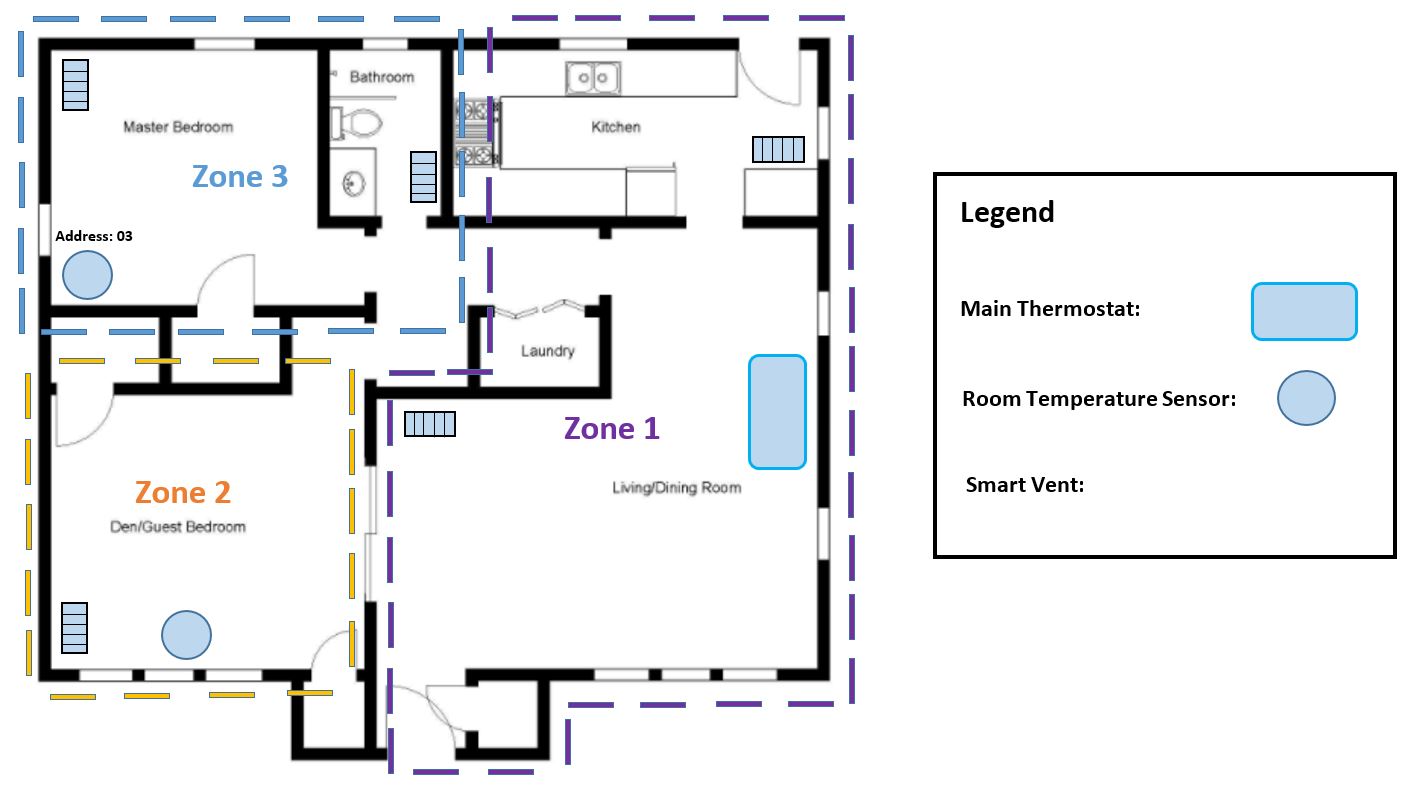 Bathroom
Master Bedroom
Kitchen
Zone 3
Address: 03
Laundry
Zone 1
Living/Dining Room
Zone 2
Den/Guest Bedroom
Legend
Main Thermostat:
Room Temperature Sensor:
Smart Vent: